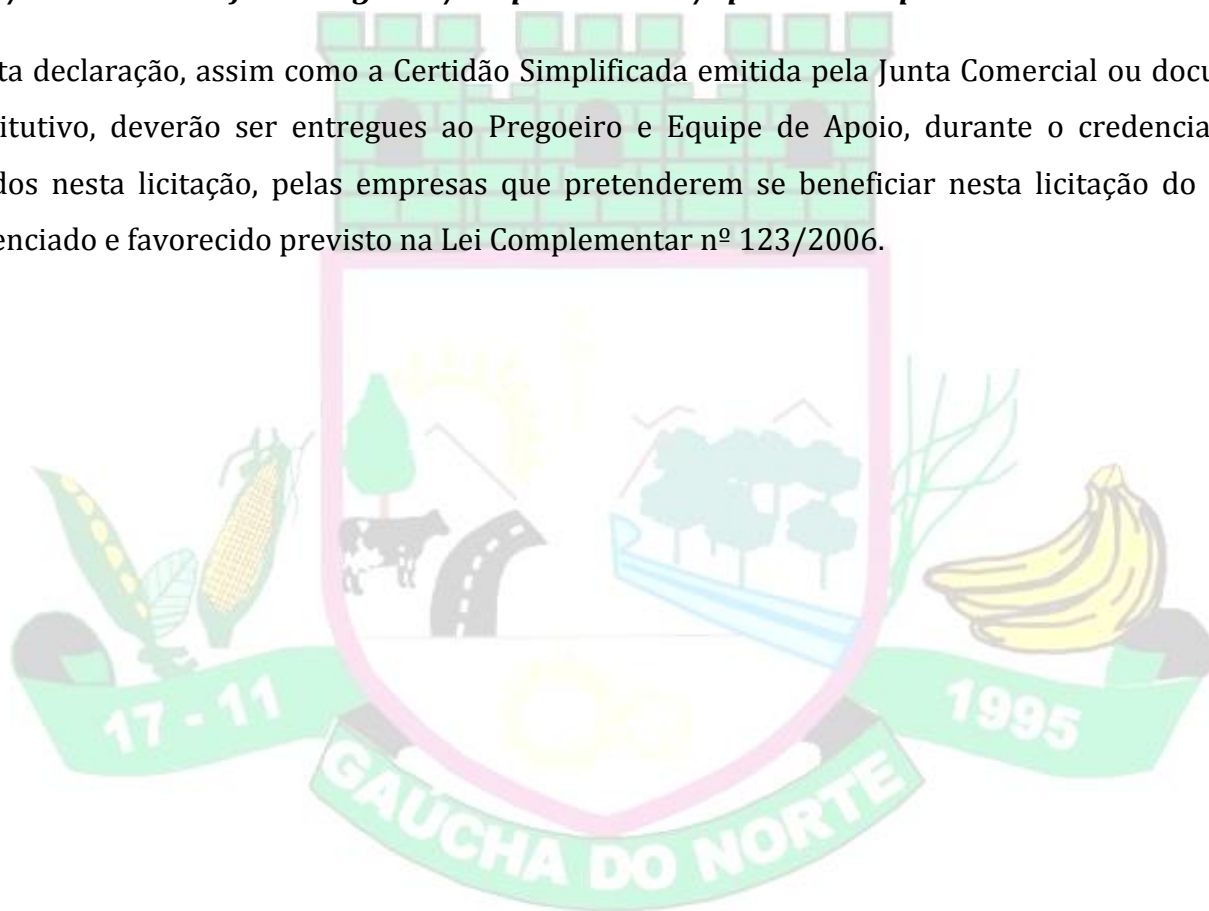 ta declaração, assim como a Certidão Simplificada emitida pela Junta Comercial ou docu
itutivo, deverão ser entregues ao Pregoeiro e Equipe de Apoio, durante o credencia
dos nesta licitação, pelas empresas que pretenderem se beneficiar nesta licitação do
enciado e favorecido previsto na Lei Complementar nº 123/2006.
17 - 11
1995
GAÚCHA DO NORTE